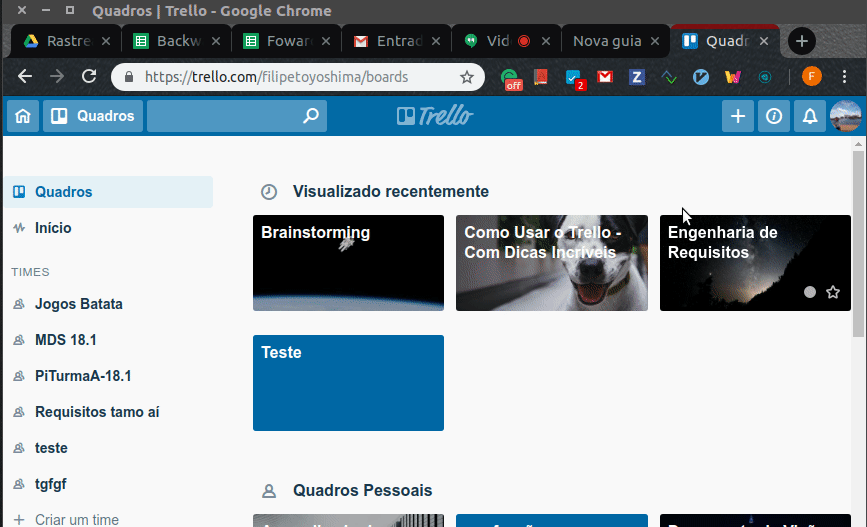 Quadros | Trello - Google Chrome
Rastre
Backw
Fowar
Entrad
Vid
Nova guia
Quadr
https://trello.com/filipetoyoshima/boards
off
2
Z
F
Quadros
Trello
Quadros
Início
TIMES
Jogos Batata
MDS 18.1
PiTurmaA-18.1
Requisitos tamo aí
teste
tgfgf
Criar um time
Visualizado recentemente
Brainstorming
Como Usar o Trello -
Com Dicas Incríveis
Engenharia de
Requisitos
Teste
Quadros Pessoais